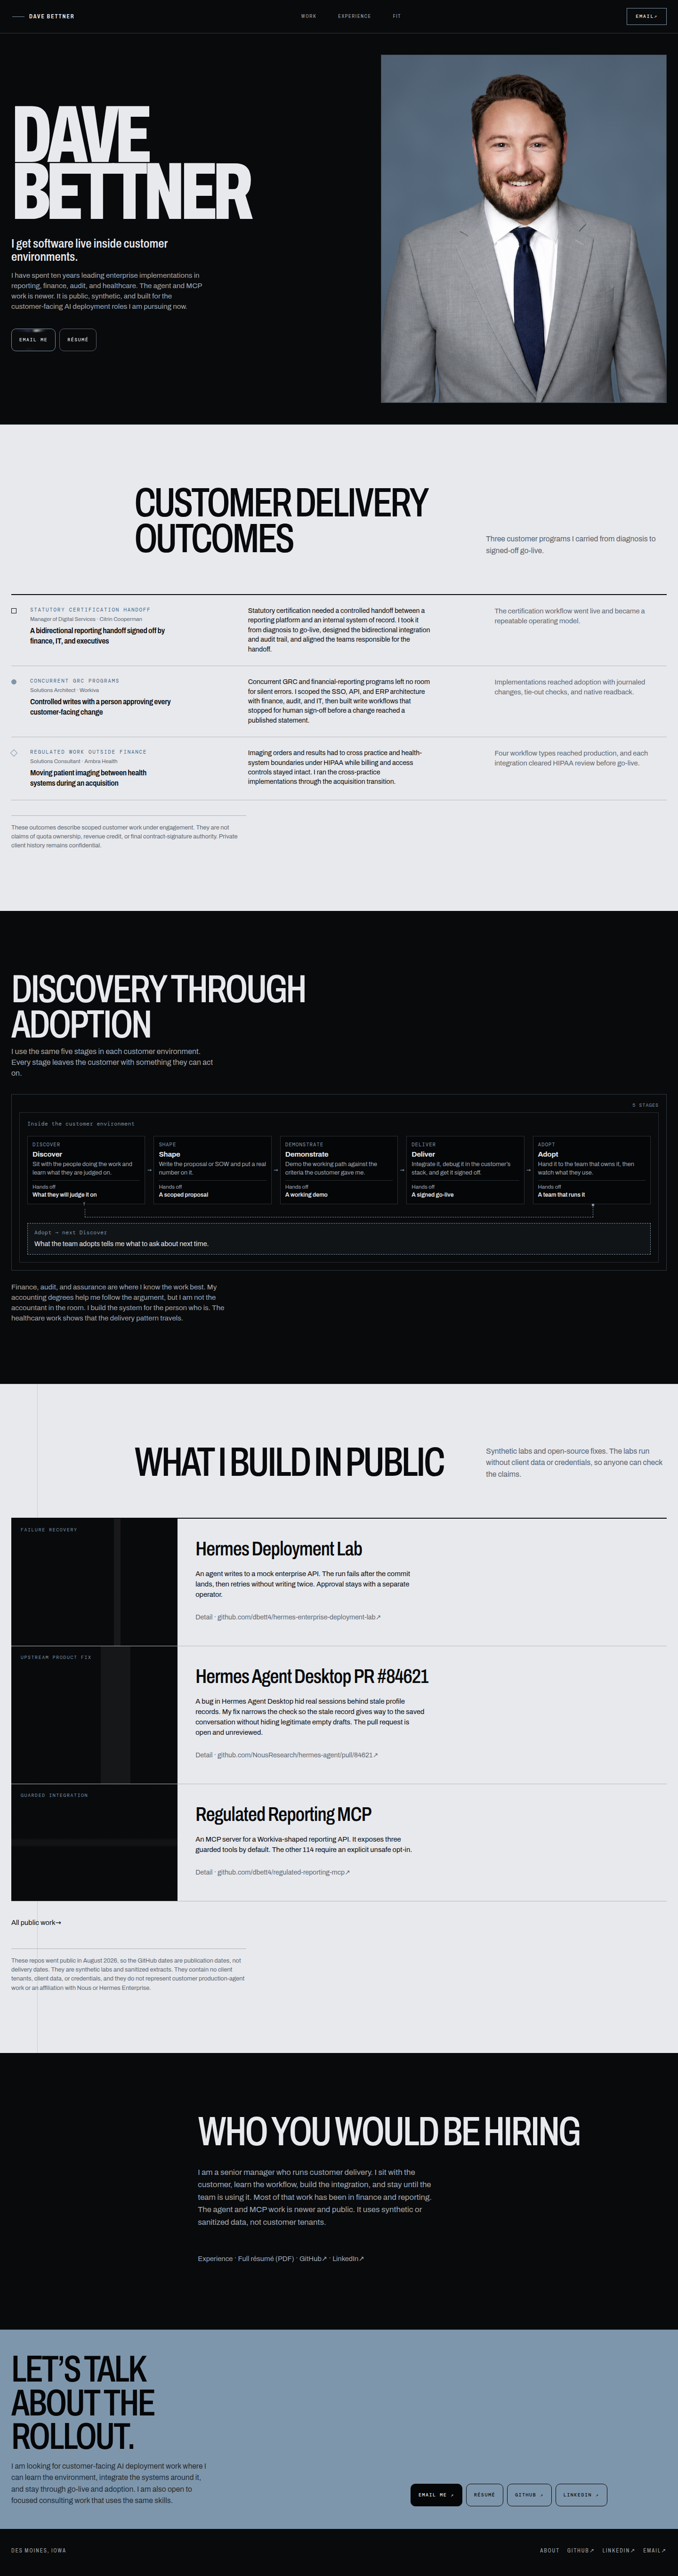 DAVE BETTNER
WORK
EXPERIENCE
FIT
EMAIL↗
DAVE
BETTNER
I get software live inside customer
environments.
I have spent ten years leading enterprise implementations in
reporting, finance, audit, and healthcare. The agent and MCP
work is newer. It is public, synthetic, and built for the
customer-facing AI deployment roles I am pursuing now.
EMAIL ME
RÉSUMÉ
CUSTOMER DELIVERY
OUTCOMES
Three customer programs I carried from diagnosis to
signed-off go-live.
STATUTORY CERTIFICATION HANDOFF
Manager of Digital Services · Citrin Cooperman
A bidirectional reporting handoff signed off by
finance, IT, and executives
Statutory certification needed a controlled handoff between a
reporting platform and an internal system of record. I took it
from diagnosis to go-live, designed the bidirectional integration
and audit trail, and aligned the teams responsible for the
handoff.
The certification workflow went live and became a
repeatable operating model.
CONCURRENT GRC PROGRAMS
Solutions Architect · Workiva
Controlled writes with a person approving every
customer-facing change
Concurrent GRC and financial-reporting programs left no room
for silent errors. I scoped the SSO, API, and ERP architecture
with finance, audit, and IT, then built write workflows that
stopped for human sign-off before a change reached a
published statement.
Implementations reached adoption with journaled
changes, tie-out checks, and native readback.
REGULATED WORK OUTSIDE FINANCE
Solutions Consultant · Ambra Health
Moving patient imaging between health
systems during an acquisition
Imaging orders and results had to cross practice and health-
system boundaries under HIPAA while billing and access
controls stayed intact. I ran the cross-practice
implementations through the acquisition transition.
Four workflow types reached production, and each
integration cleared HIPAA review before go-live.
These outcomes describe scoped customer work under engagement. They are not
claims of quota ownership, revenue credit, or final contract-signature authority. Private
client history remains confidential.
DISCOVERY THROUGH
ADOPTION
I use the same five stages in each customer environment.
Every stage leaves the customer with something they can act
on.
5 STAGES
Inside the customer environment
DISCOVER
Discover
Sit with the people doing the work and
learn what they are judged on.
Hands off
What they will judge it on
→
SHAPE
Shape
Write the proposal or SOW and put a real
number on it.
Hands off
A scoped proposal
→
DEMONSTRATE
Demonstrate
Demo the working path against the
criteria the customer gave me.
Hands off
A working demo
→
DELIVER
Deliver
Integrate it, debug it in the customer's
stack, and get it signed off.
Hands off
A signed go-live
→
ADOPT
Adopt
Hand it to the team that owns it, then
watch what they use.
Hands off
A team that runs it
Adopt → next Discover
What the team adopts tells me what to ask about next time.
Finance, audit, and assurance are where I know the work best. My
accounting degrees help me follow the argument, but I am not the
accountant in the room. I build the system for the person who is. The
healthcare work shows that the delivery pattern travels.
WHAT I BUILD IN PUBLIC
Synthetic labs and open-source fixes. The labs run
without client data or credentials, so anyone can check
the claims.
FAILURE RECOVERY
Hermes Deployment Lab
An agent writes to a mock enterprise API. The run fails after the commit
lands, then retries without writing twice. Approval stays with a separate
operator.
Detail · github.com/dbett4/hermes-enterprise-deployment-lab↗
UPSTREAM PRODUCT FIX
Hermes Agent Desktop PR #84621
A bug in Hermes Agent Desktop hid real sessions behind stale profile
records. My fix narrows the check so the stale record gives way to the saved
conversation without hiding legitimate empty drafts. The pull request is
open and unreviewed.
Detail · github.com/NousResearch/hermes-agent/pull/84621↗
GUARDED INTEGRATION
Regulated Reporting MCP
An MCP server for a Workiva-shaped reporting API. It exposes three
guarded tools by default. The other 114 require an explicit unsafe opt-in.
Detail · github.com/dbett4/regulated-reporting-mcp↗
All public work→
These repos went public in August 2026, so the GitHub dates are publication dates, not
delivery dates. They are synthetic labs and sanitized extracts. They contain no client
tenants, client data, or credentials, and they do not represent customer production-agent
work or an affiliation with Nous or Hermes Enterprise.
WHO YOU WOULD BE HIRING
I am a senior manager who runs customer delivery. I sit with the
customer, learn the workflow, build the integration, and stay until the
team is using it. Most of that work has been in finance and reporting.
The agent and MCP work is newer and public. It uses synthetic or
sanitized data, not customer tenants.
Experience · Full résumé (PDF) · GitHub↗ · LinkedIn↗
LET'S TALK
ABOUT THE
ROLLOUT.
I am looking for customer-facing AI deployment work where I
can learn the environment, integrate the systems around it,
and stay through go-live and adoption. I am also open to
focused consulting work that uses the same skills.
EMAIL ME ↗
RÉSUMÉ
GITHUB ↗
LINKEDIN ↗
DES MOINES, IOWA
ABOUT
GITHUB↗
LINKEDIN↗
EMAIL↗